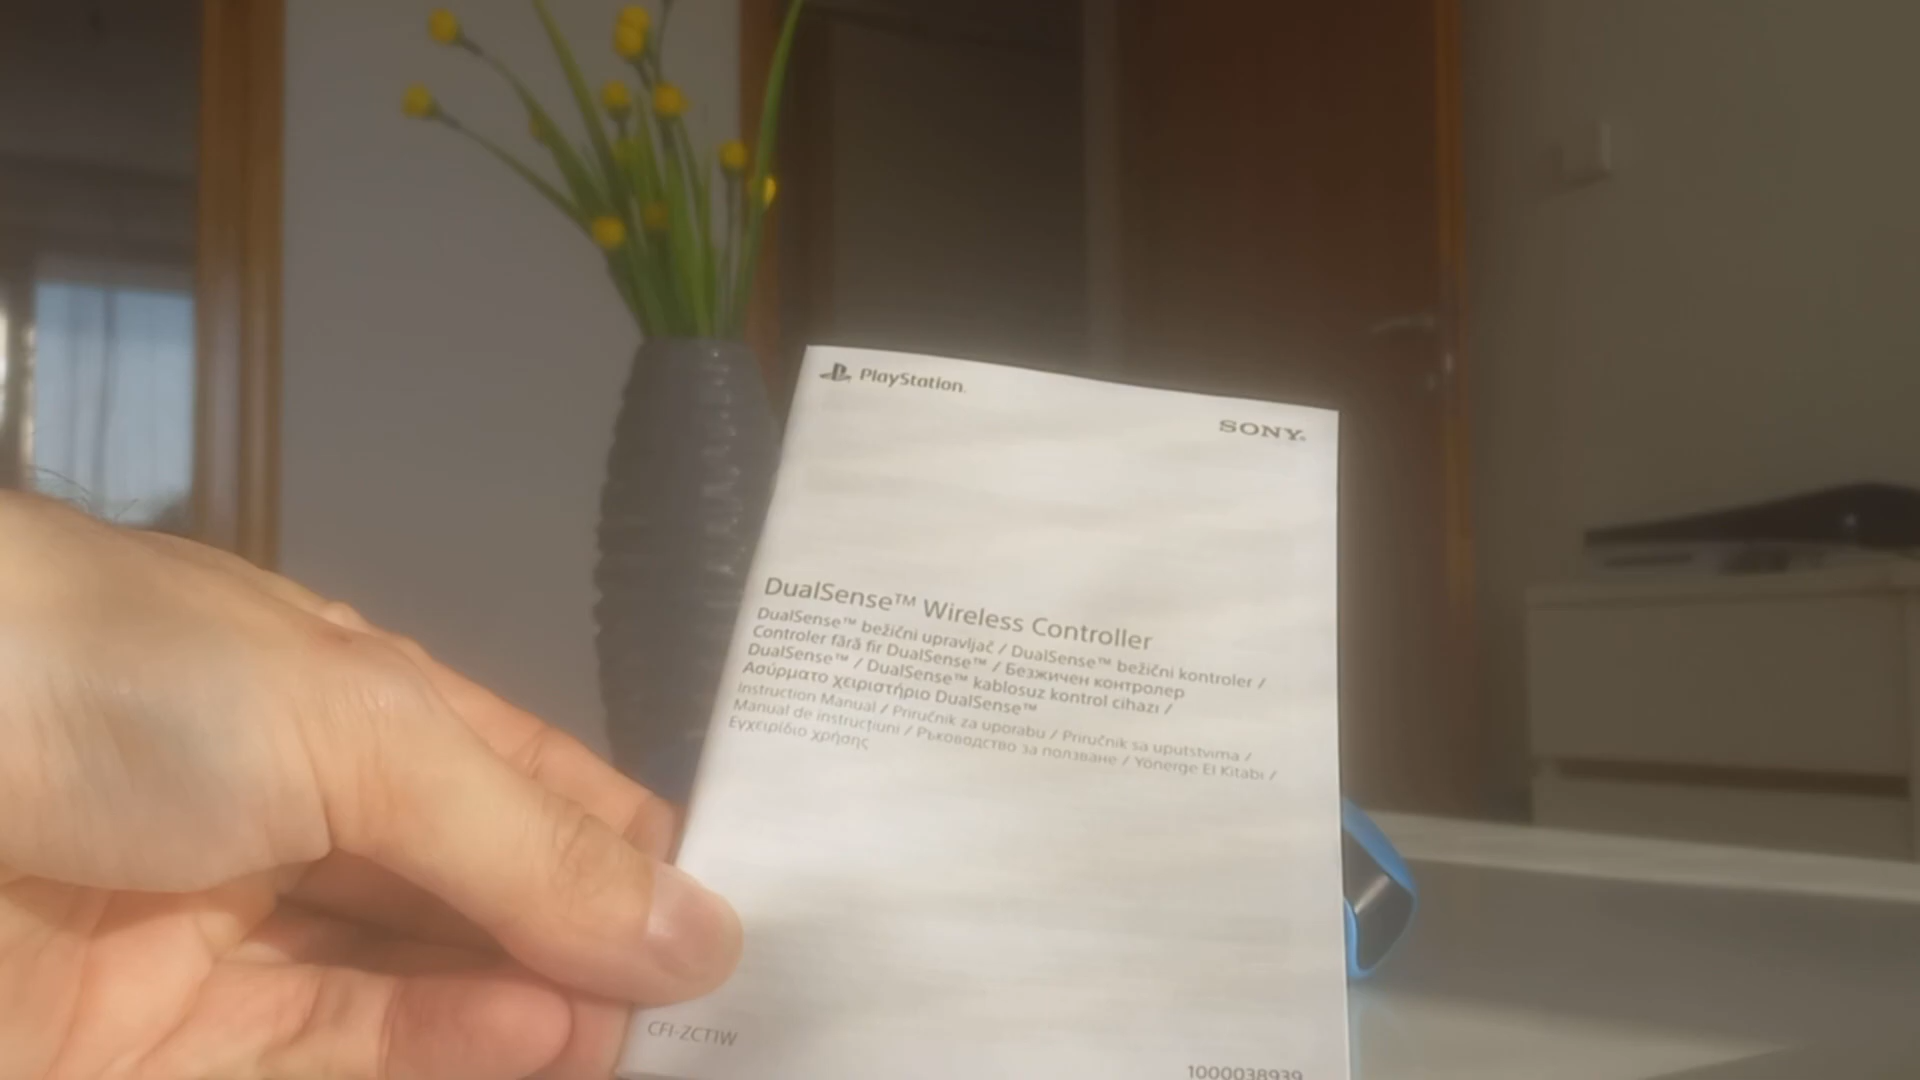 PlayStation®
SONY®
DualSense™ Wireless Controller
DualSense™ bežični upravljač / DualSense™ bežični kontroler /
Controler fără fir DualSense™ / Безжичен контролер
DualSense™ / DualSense™ kablosuz kontrol cihazı /
Ασύρματο χειριστήριο DualSense™
Instruction Manual / Priručnik za uporabu / Priručnik sa uputstvima /
Manual de instrucțiuni / Ръководство за ползване / Yönerge El Kitabı /
Εγχειρίδιο χρήσης
CFI-ZCT1W
1000038939